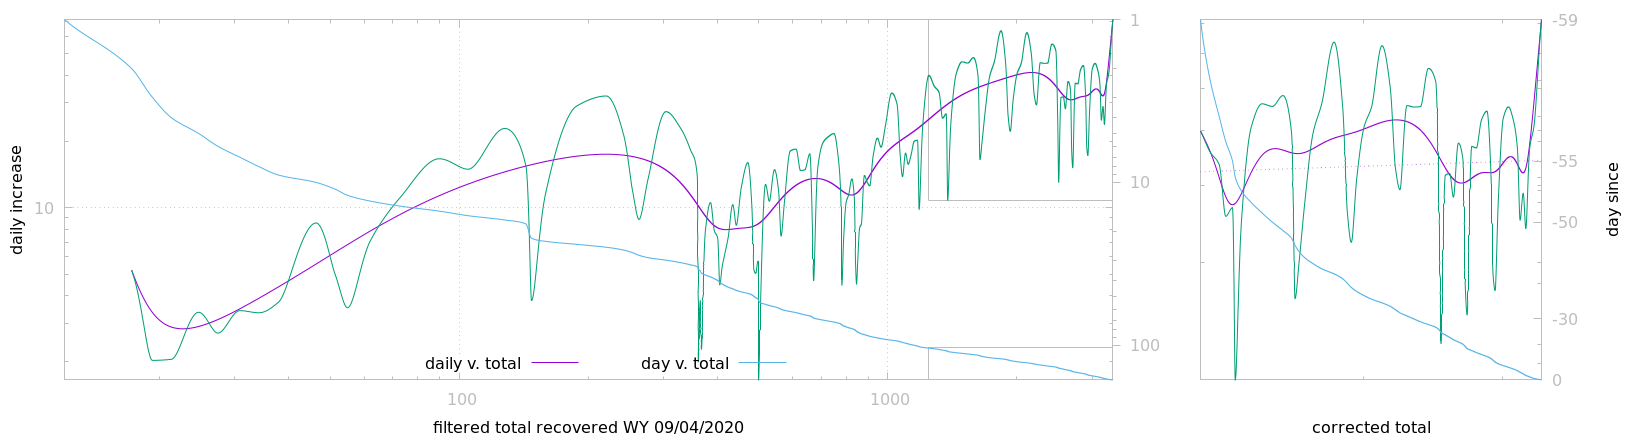 1
-59
daily increase
10
10
100
daily v. total
day v. total
100
1000
filtered total recovered WY 09/04/2020
-55
-50
-30
0
day since
corrected total